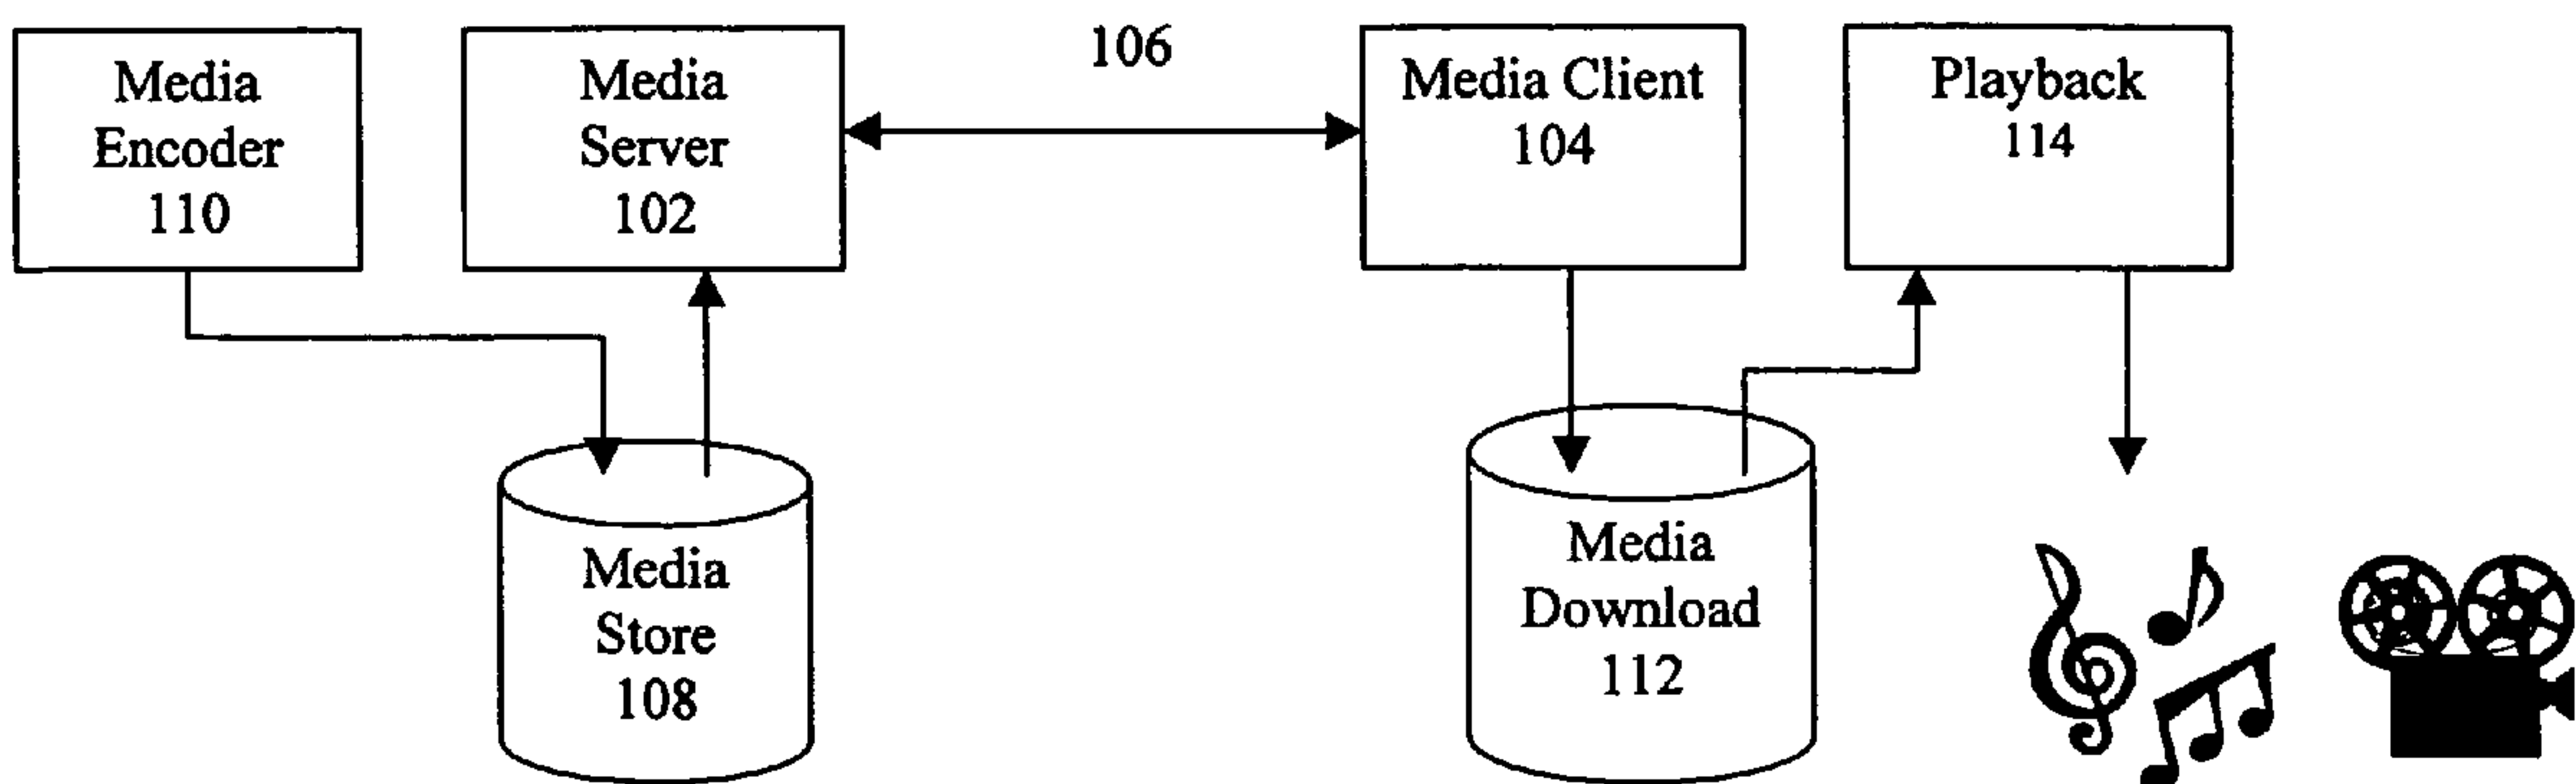 Media
Encoder
110
Media
Server
102
106
Media Client
104
Playback
114
Media
Store
108
Media
Download
112